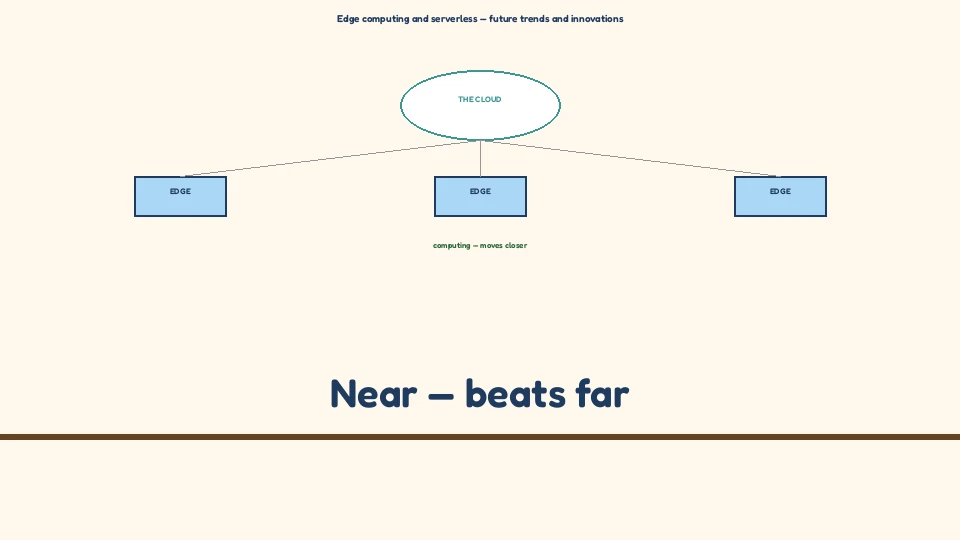 Edge computing and serverless — future trends and innovations
THE CLOUD
EDGE
EDGE
EDGE
computing — moves closer
Near — beats far